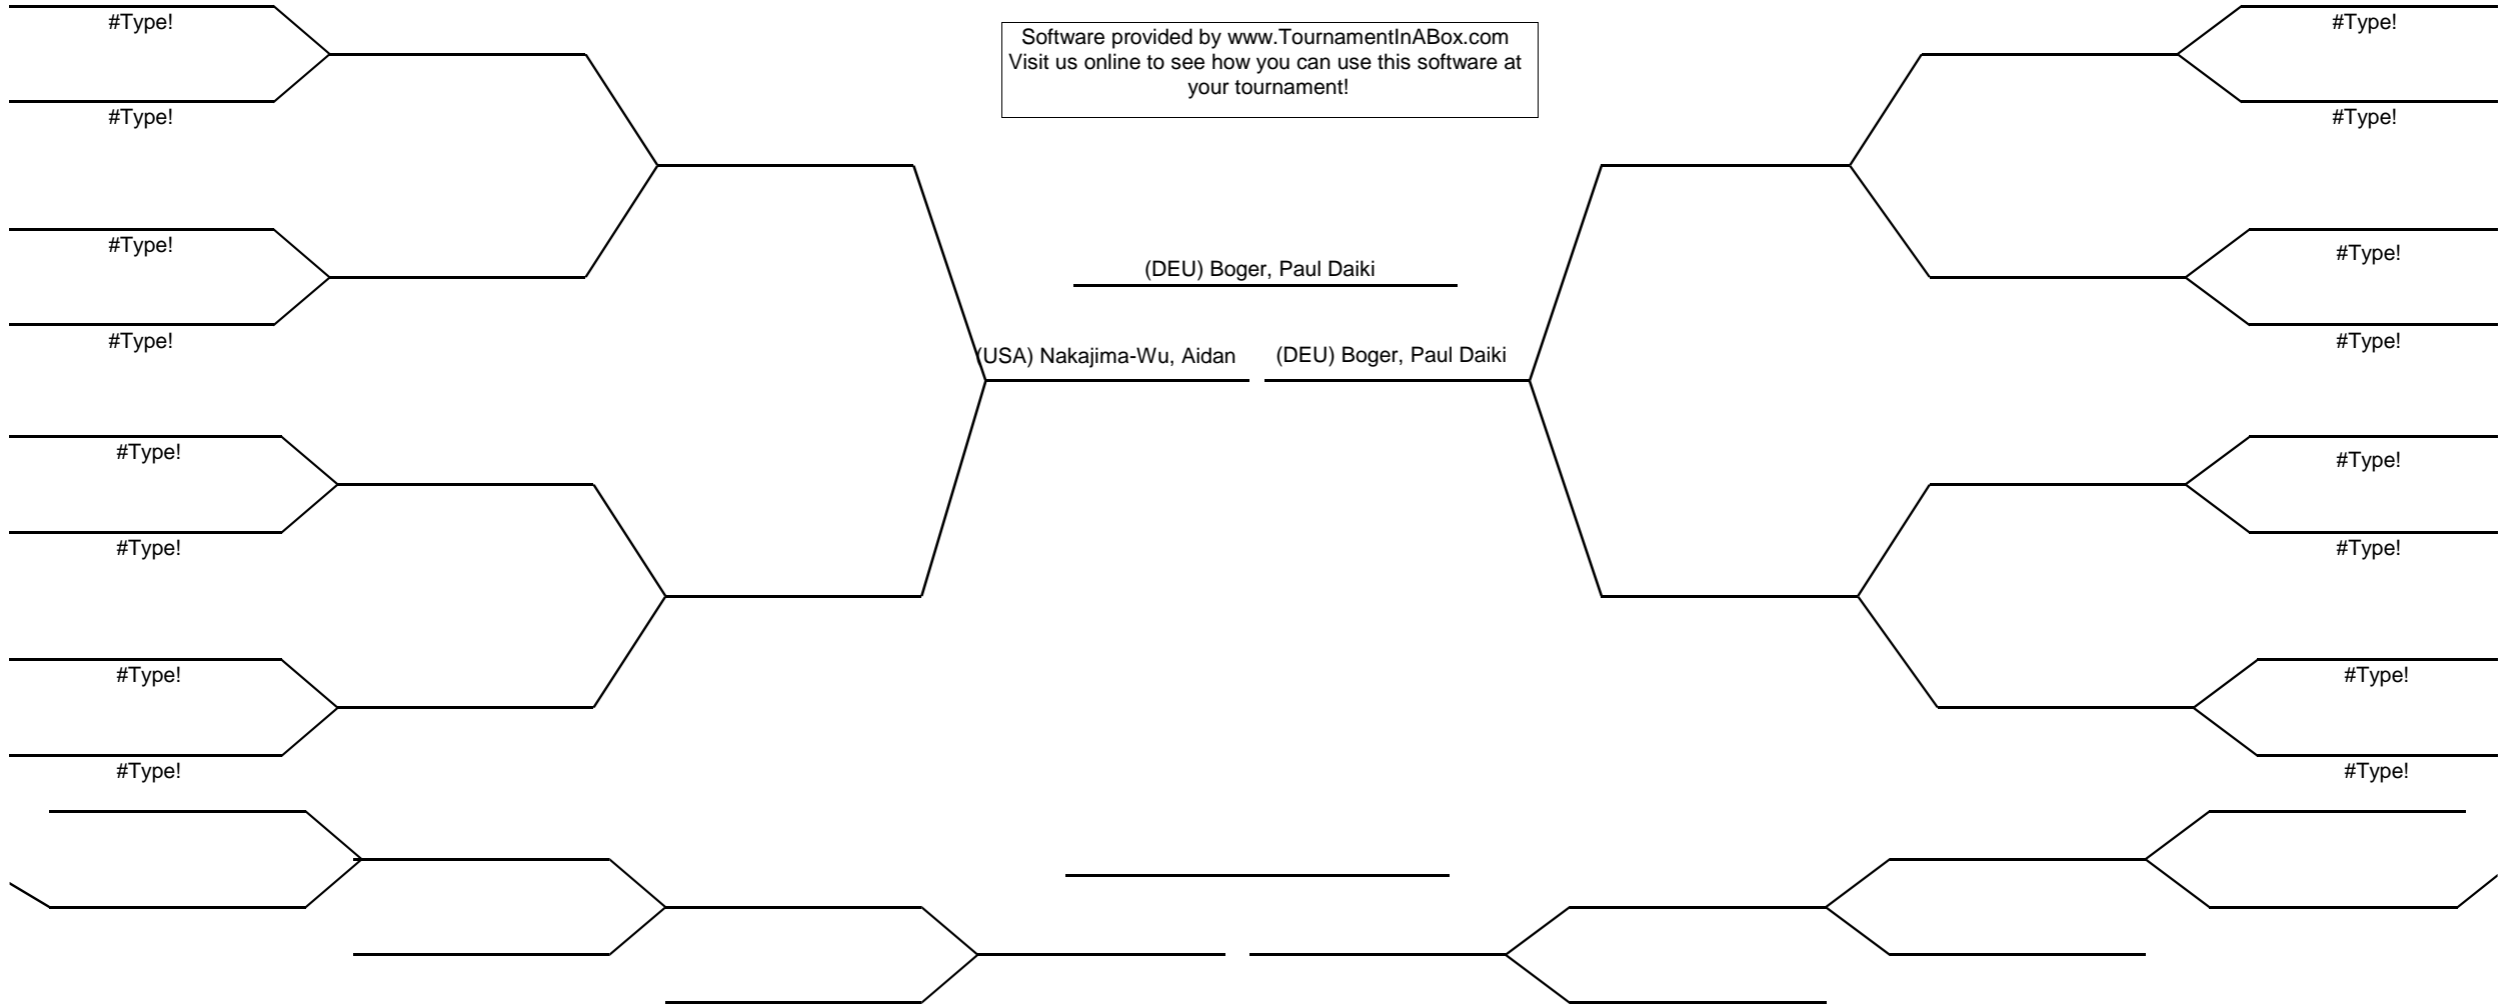 #Type!
#Type!
Software provided by www.TournamentInABox.com
Visit us online to see how you can use this software at
your tournament!
#Type!
#Type!
#Type!
(DEU) Boger, Paul Daiki
#Type!
#Type!
(USA) Nakajima-Wu, Aidan
(DEU) Boger, Paul Daiki
#Type!
#Type!
#Type!
#Type!
#Type!
#Type!
#Type!
#Type!
#Type!